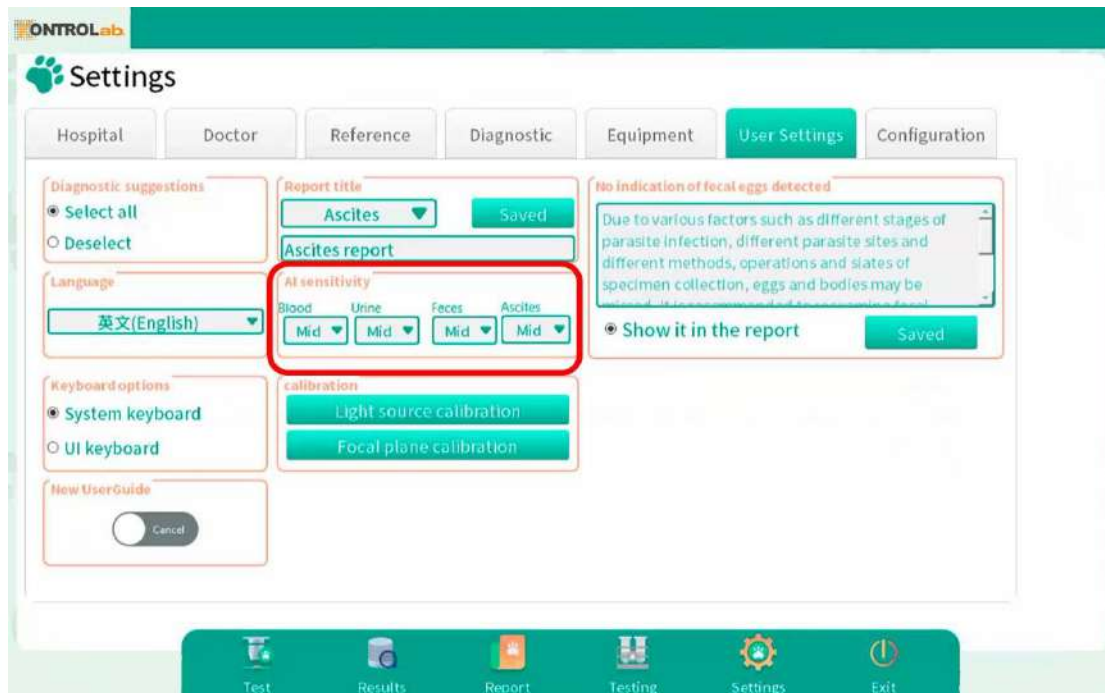 KONTROLab
Settings
Hospital
Doctor
Reference
Diagnostic
Equipment
User Settings
Configuration
Diagnostic suggestions
Select all
Deselect
Report title
Ascites
Saved
Ascites report
No indication of fecal eggs detected
Due to various factors such as different stages of
parasite infection, different parasite sites and
different methods, operations and slates of
specimen collection, eggs and bodies may be
Show it in the report
Saved
Language
英文(English)
AI sensitivity
Blood
Urine
Feces
Ascites
Mid
Mid
Mid
Mid
Keyboard options
System keyboard
UI keyboard
calibration
Light source calibration
Focal plane calibration
New UserGuide
Cancel
Test
Results
Report
Testing
Settings
Exit